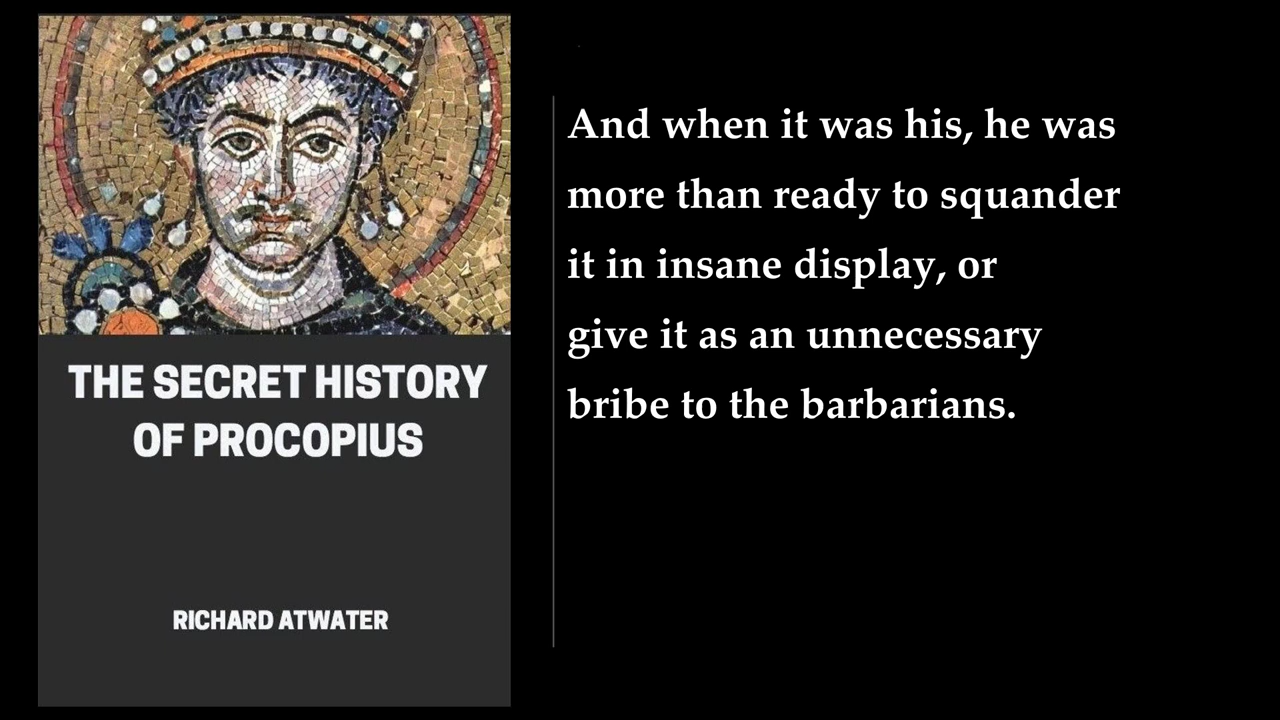 THE SECRET HISTORY
OF PROCOPIUS
RICHARD ATWATER
And when it was his, he was
more than ready to squander
it in insane display, or
give it as an unnecessary
bribe to the barbarians.